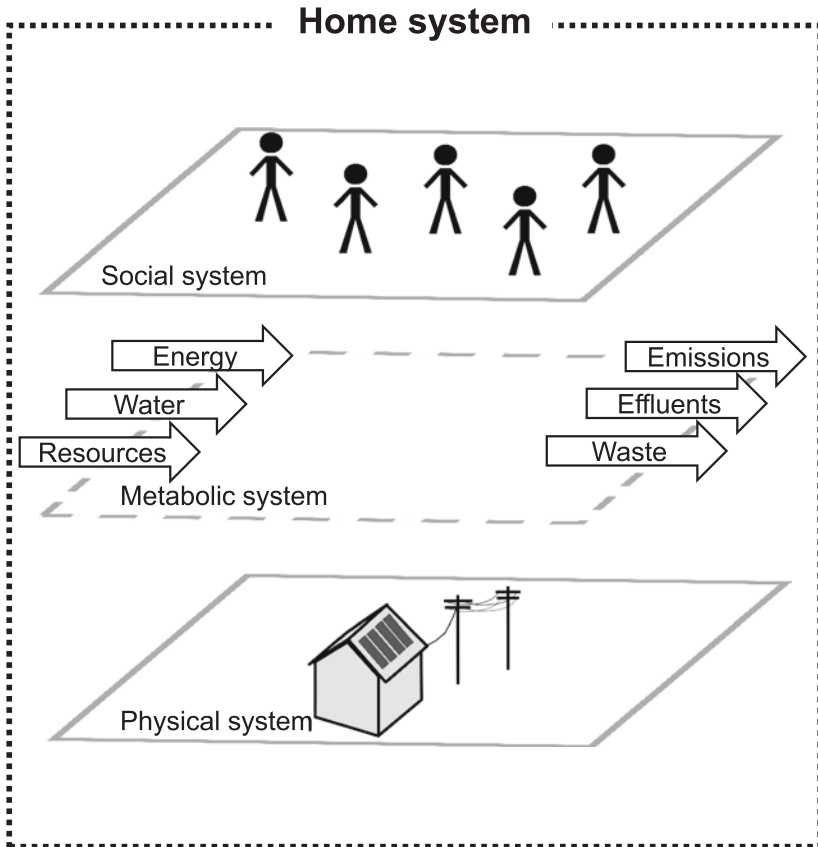 Home system
Social system
Energy
Emissions
Water
Effluents
Resources
Waste
Metabolic system
Physical system